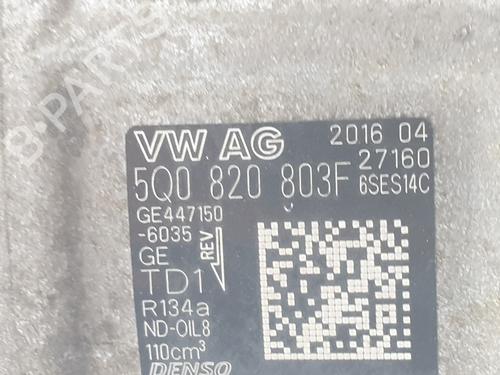 B-PARTS
VW AG 2016 04
27160
5Q0 820 803F 6SES14C
GE447150
-6035
GE REV
TD1
R134a
ND-OIL8
110cm³
DENSO